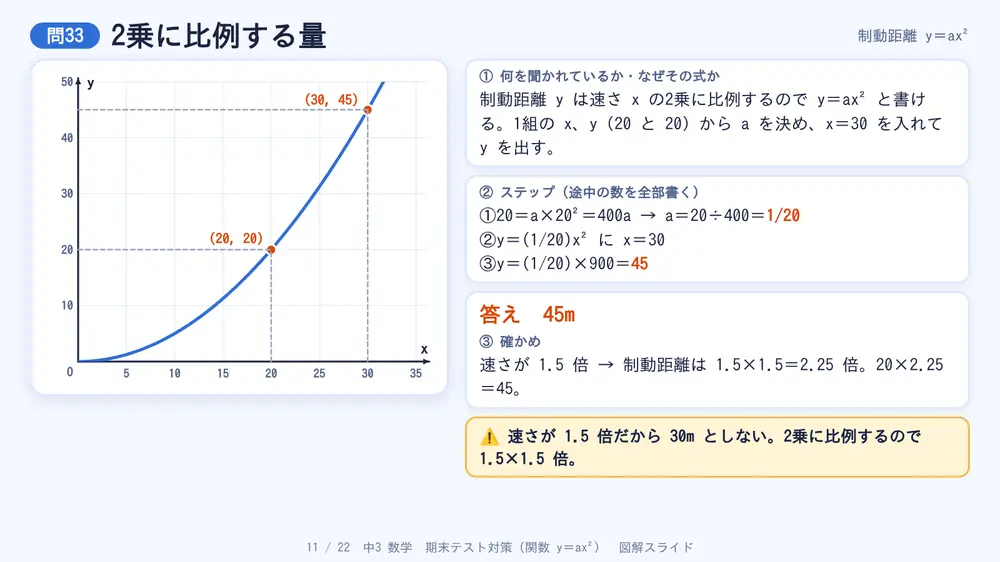 問33 2乗に比例する量
制動距離 y=ax²
50 y
40
30
20
10
O 5 10 15 20 25 30 35
x
(30, 45)
(20, 20)
① 何を聞かれているか・なぜその式か
制動距離 y は速さ x の2乗に比例するので y=ax² と書け
る。1組の x、y(20 と 20)から a を決め、x=30 を入れて
y を出す。
② ステップ(途中の数を全部書く)
①20=a×20²=400a → a=20÷400=1/20
②y=(1/20)x² に x=30
③y=(1/20)×900=45
答え 45m
③ 確かめ
速さが 1.5 倍 → 制動距離は 1.5×1.5=2.25 倍。20×2.25
=45。
⚠️ 速さが 1.5 倍だから 30m としない。2乗に比例するので
1.5×1.5 倍。
11 / 22 中3 数学 期末テスト対策(関数 y=ax²) 図解スライド